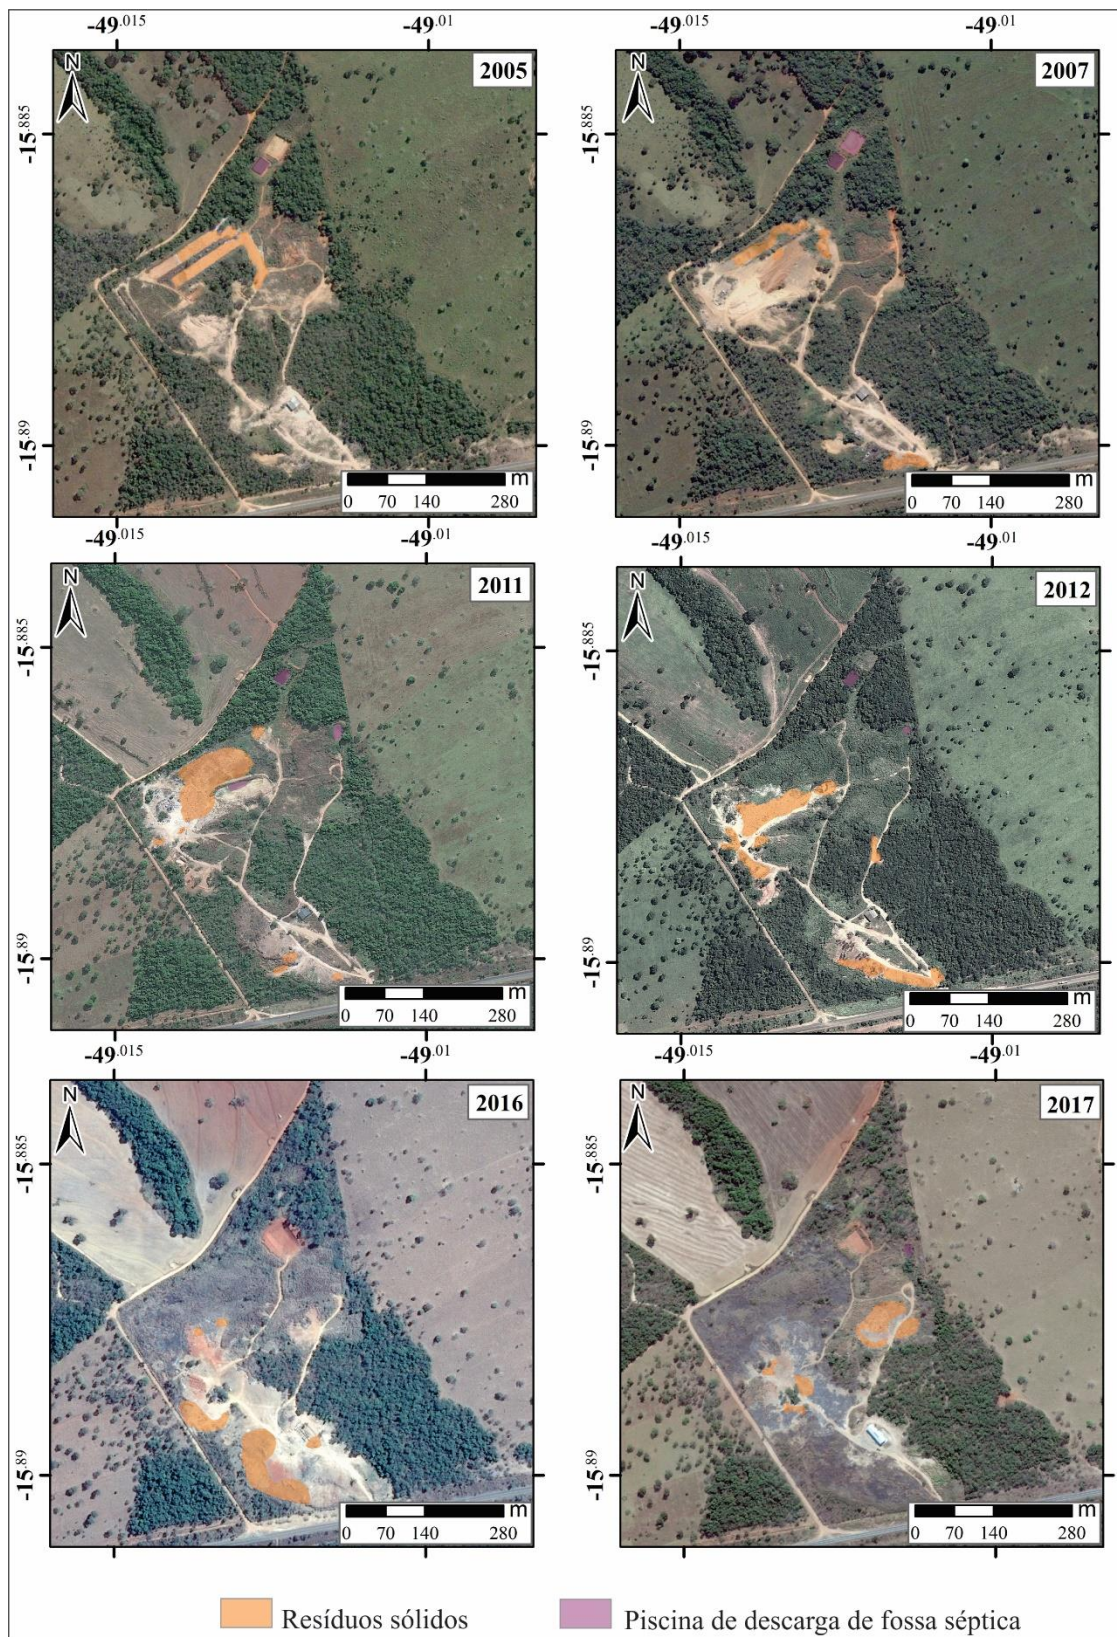 -49.015 -49.01 -49.015 -49.01
N 2005 N 2007
-15.885 -15.885
-15.89 -15.89
m m
0 70 140 280 0 70 140 280
-49.015 -49.01 -49.015 -49.01
N 2011 N 2012
-15.885 -15.885
-15.89 -15.89
m m
0 70 140 280 0 70 140 280
-49.015 -49.01 -49.015 -49.01
N 2016 N 2017
-15.885 -15.885
-15.89 -15.89
m m
0 70 140 280 0 70 140 280
Resíduos sólidos Piscina de descarga de fossa séptica